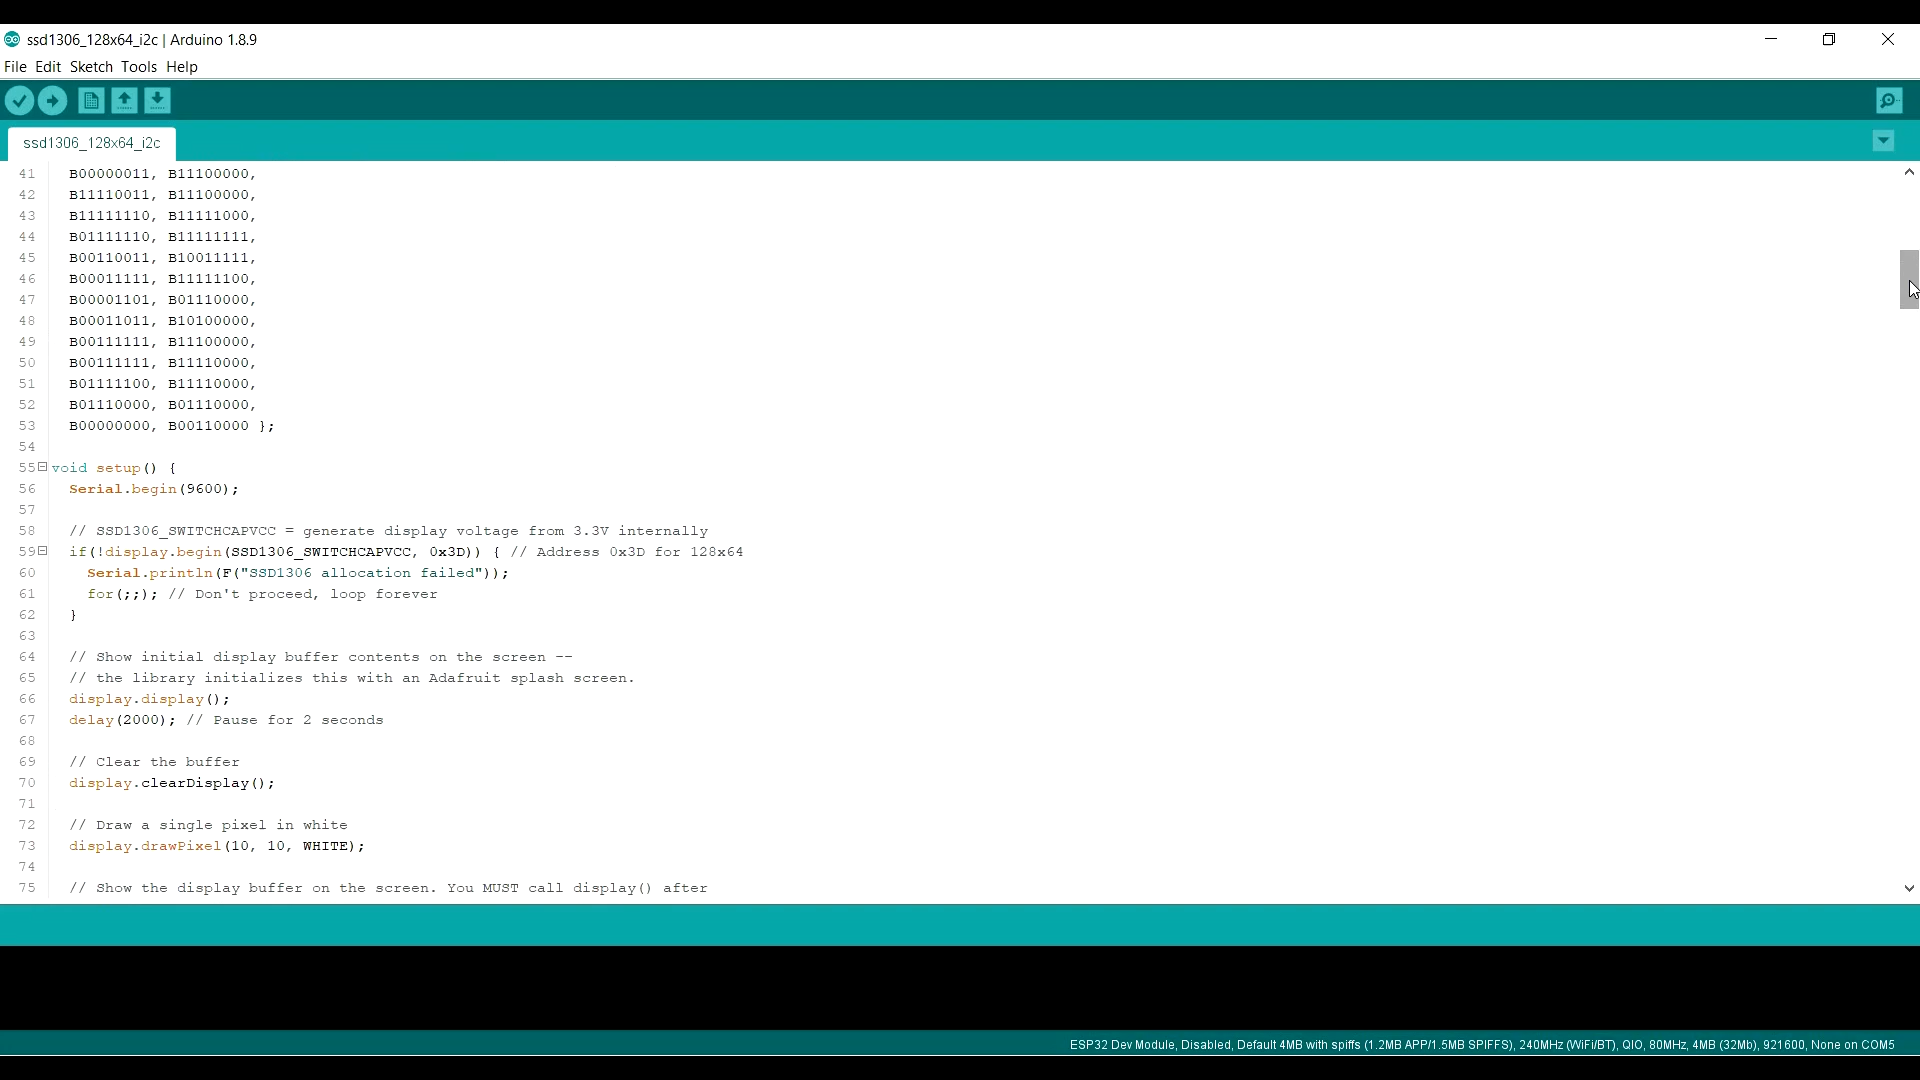 ssd1306_128x64_i2c | Arduino 1.8.9
File Edit Sketch Tools Help
ssd1306_128x64_i2c
41 B00000011, B11100000,
42 B11110011, B11100000,
43 B11111110, B11111000,
44 B01111110, B11111111,
45 B00110011, B10011111,
46 B00011111, B11111100,
47 B00001101, B01110000,
48 B00011011, B10100000,
49 B00111111, B11100000,
50 B00111111, B11110000,
51 B01111100, B11110000,
52 B01110000, B01110000,
53 B00000000, B00110000 };
54
55 void setup() {
56 Serial.begin(9600);
57
58 // SSD1306_SWITCHCAPVCC = generate display voltage from 3.3V internally
59 if(!display.begin(SSD1306_SWITCHCAPVCC, 0x3D)) { // Address 0x3D for 128x64
60 Serial.println(F("SSD1306 allocation failed"));
61 for(;;); // Don't proceed, loop forever
62 }
63
64 // Show initial display buffer contents on the screen --
65 // the library initializes this with an Adafruit splash screen.
66 display.display();
67 delay(2000); // Pause for 2 seconds
68
69 // Clear the buffer
70 display.clearDisplay();
71
72 // Draw a single pixel in white
73 display.drawPixel(10, 10, WHITE);
74
75 // Show the display buffer on the screen. You MUST call display() after
ESP32 Dev Module, Disabled, Default 4MB with spiffs (1.2MB APP/1.5MB SPIFFS), 240MHz (WiFi/BT), QIO, 80MHz, 4MB (32Mb), 921600, None on COM5